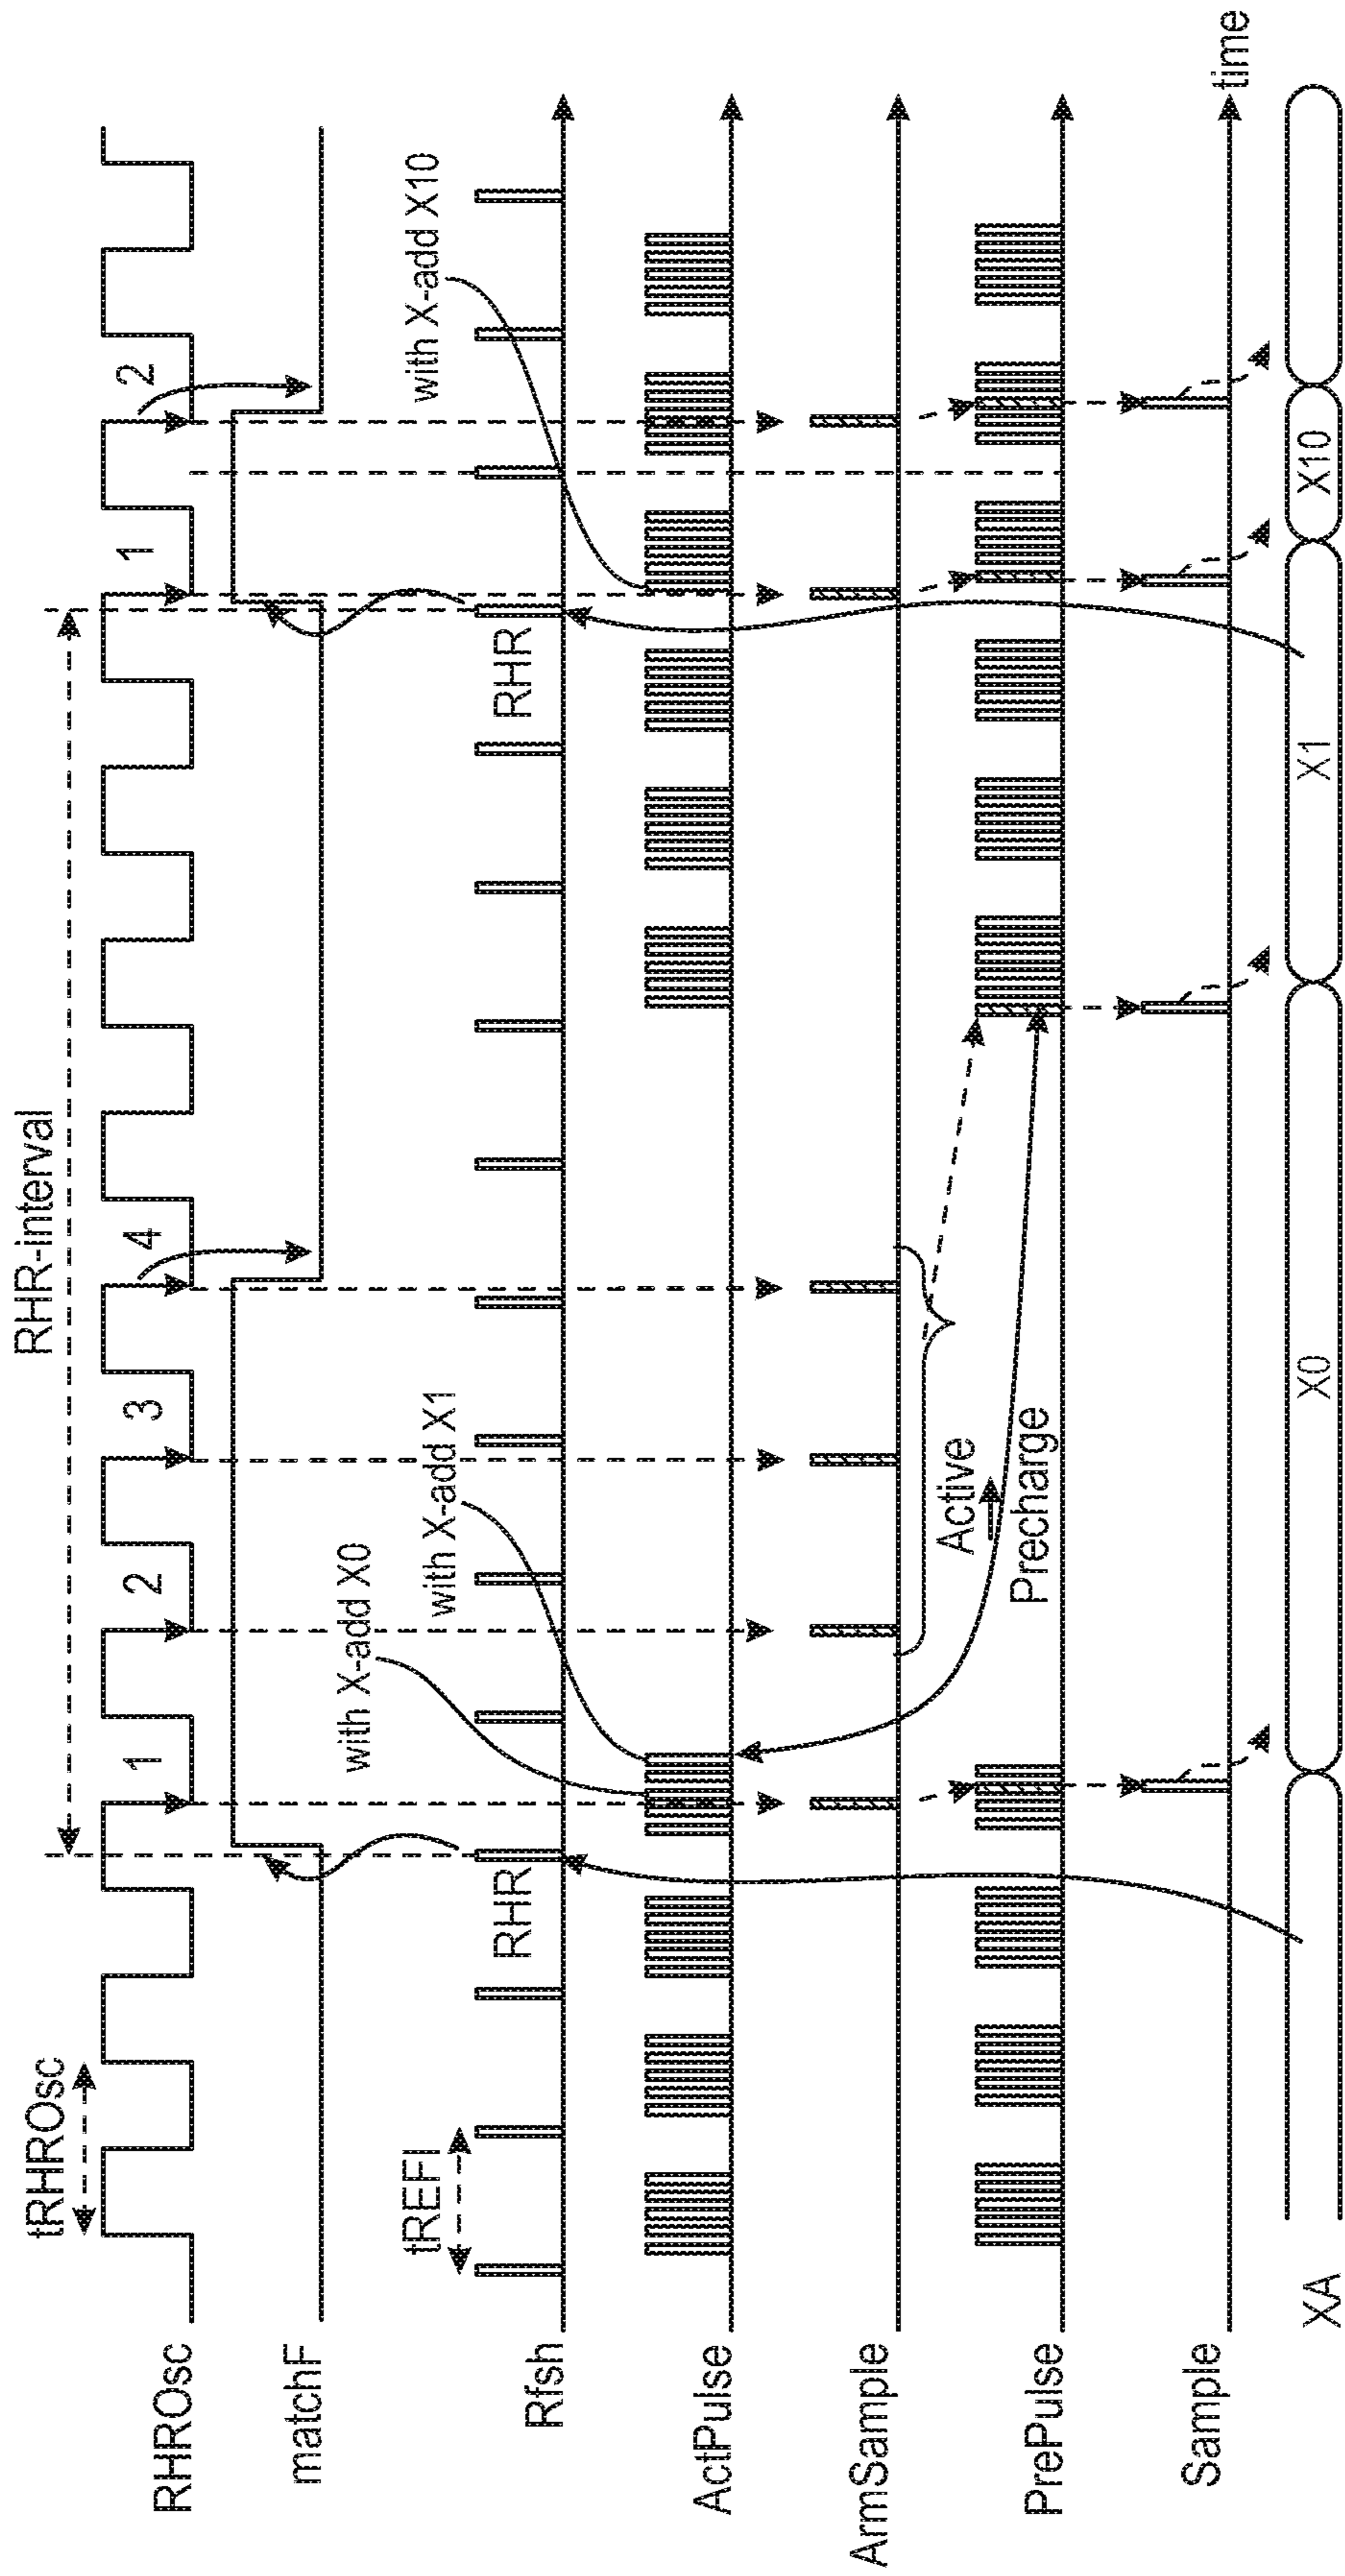 RHR-interval
tRHROsc
RHROsc
1
2
3
4
1
2
matchF
with X-add X0
with X-add X1
with X-add X10
tREFI
RHR
RHR
Rfsh
ActPulse
ArmSample
Active
Precharge
PrePulse
Sample
time
XA
X0
X1
X10